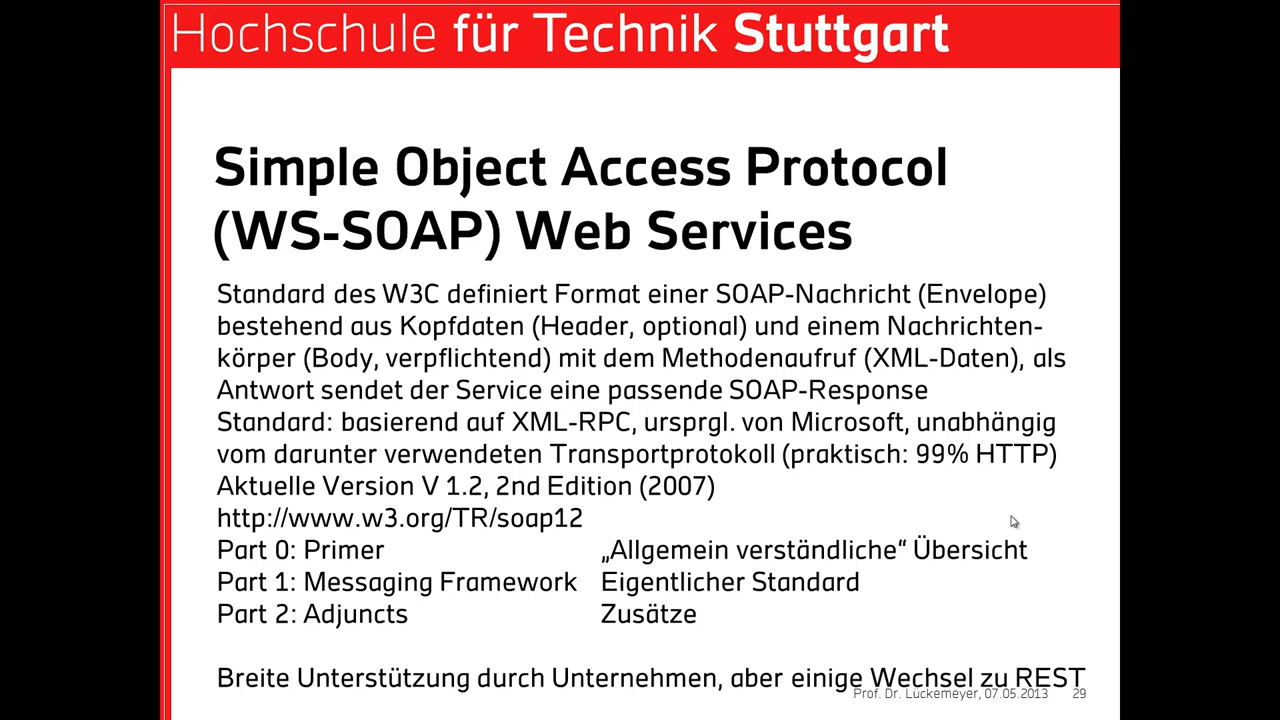 Hochschule für Technik Stuttgart
Simple Object Access Protocol
(WS-SOAP) Web Services
Standard des W3C definiert Format einer SOAP-Nachricht (Envelope)
bestehend aus Kopfdaten (Header, optional) und einem Nachrichten-
körper (Body, verpflichtend) mit dem Methodenaufruf (XML-Daten), als
Antwort sendet der Service eine passende SOAP-Response
Standard: basierend auf XML-RPC, ursprgl. von Microsoft, unabhängig
vom darunter verwendeten Transportprotokoll (praktisch: 99% HTTP)
Aktuelle Version V 1.2, 2nd Edition (2007)
http://www.w3.org/TR/soap12
Part 0: Primer „Allgemein verständliche“ Übersicht
Part 1: Messaging Framework Eigentlicher Standard
Part 2: Adjuncts Zusätze
Breite Unterstützung durch Unternehmen, aber einige Wechsel zu REST
Prof. Dr. Lückemeyer, 07.05.2013 29